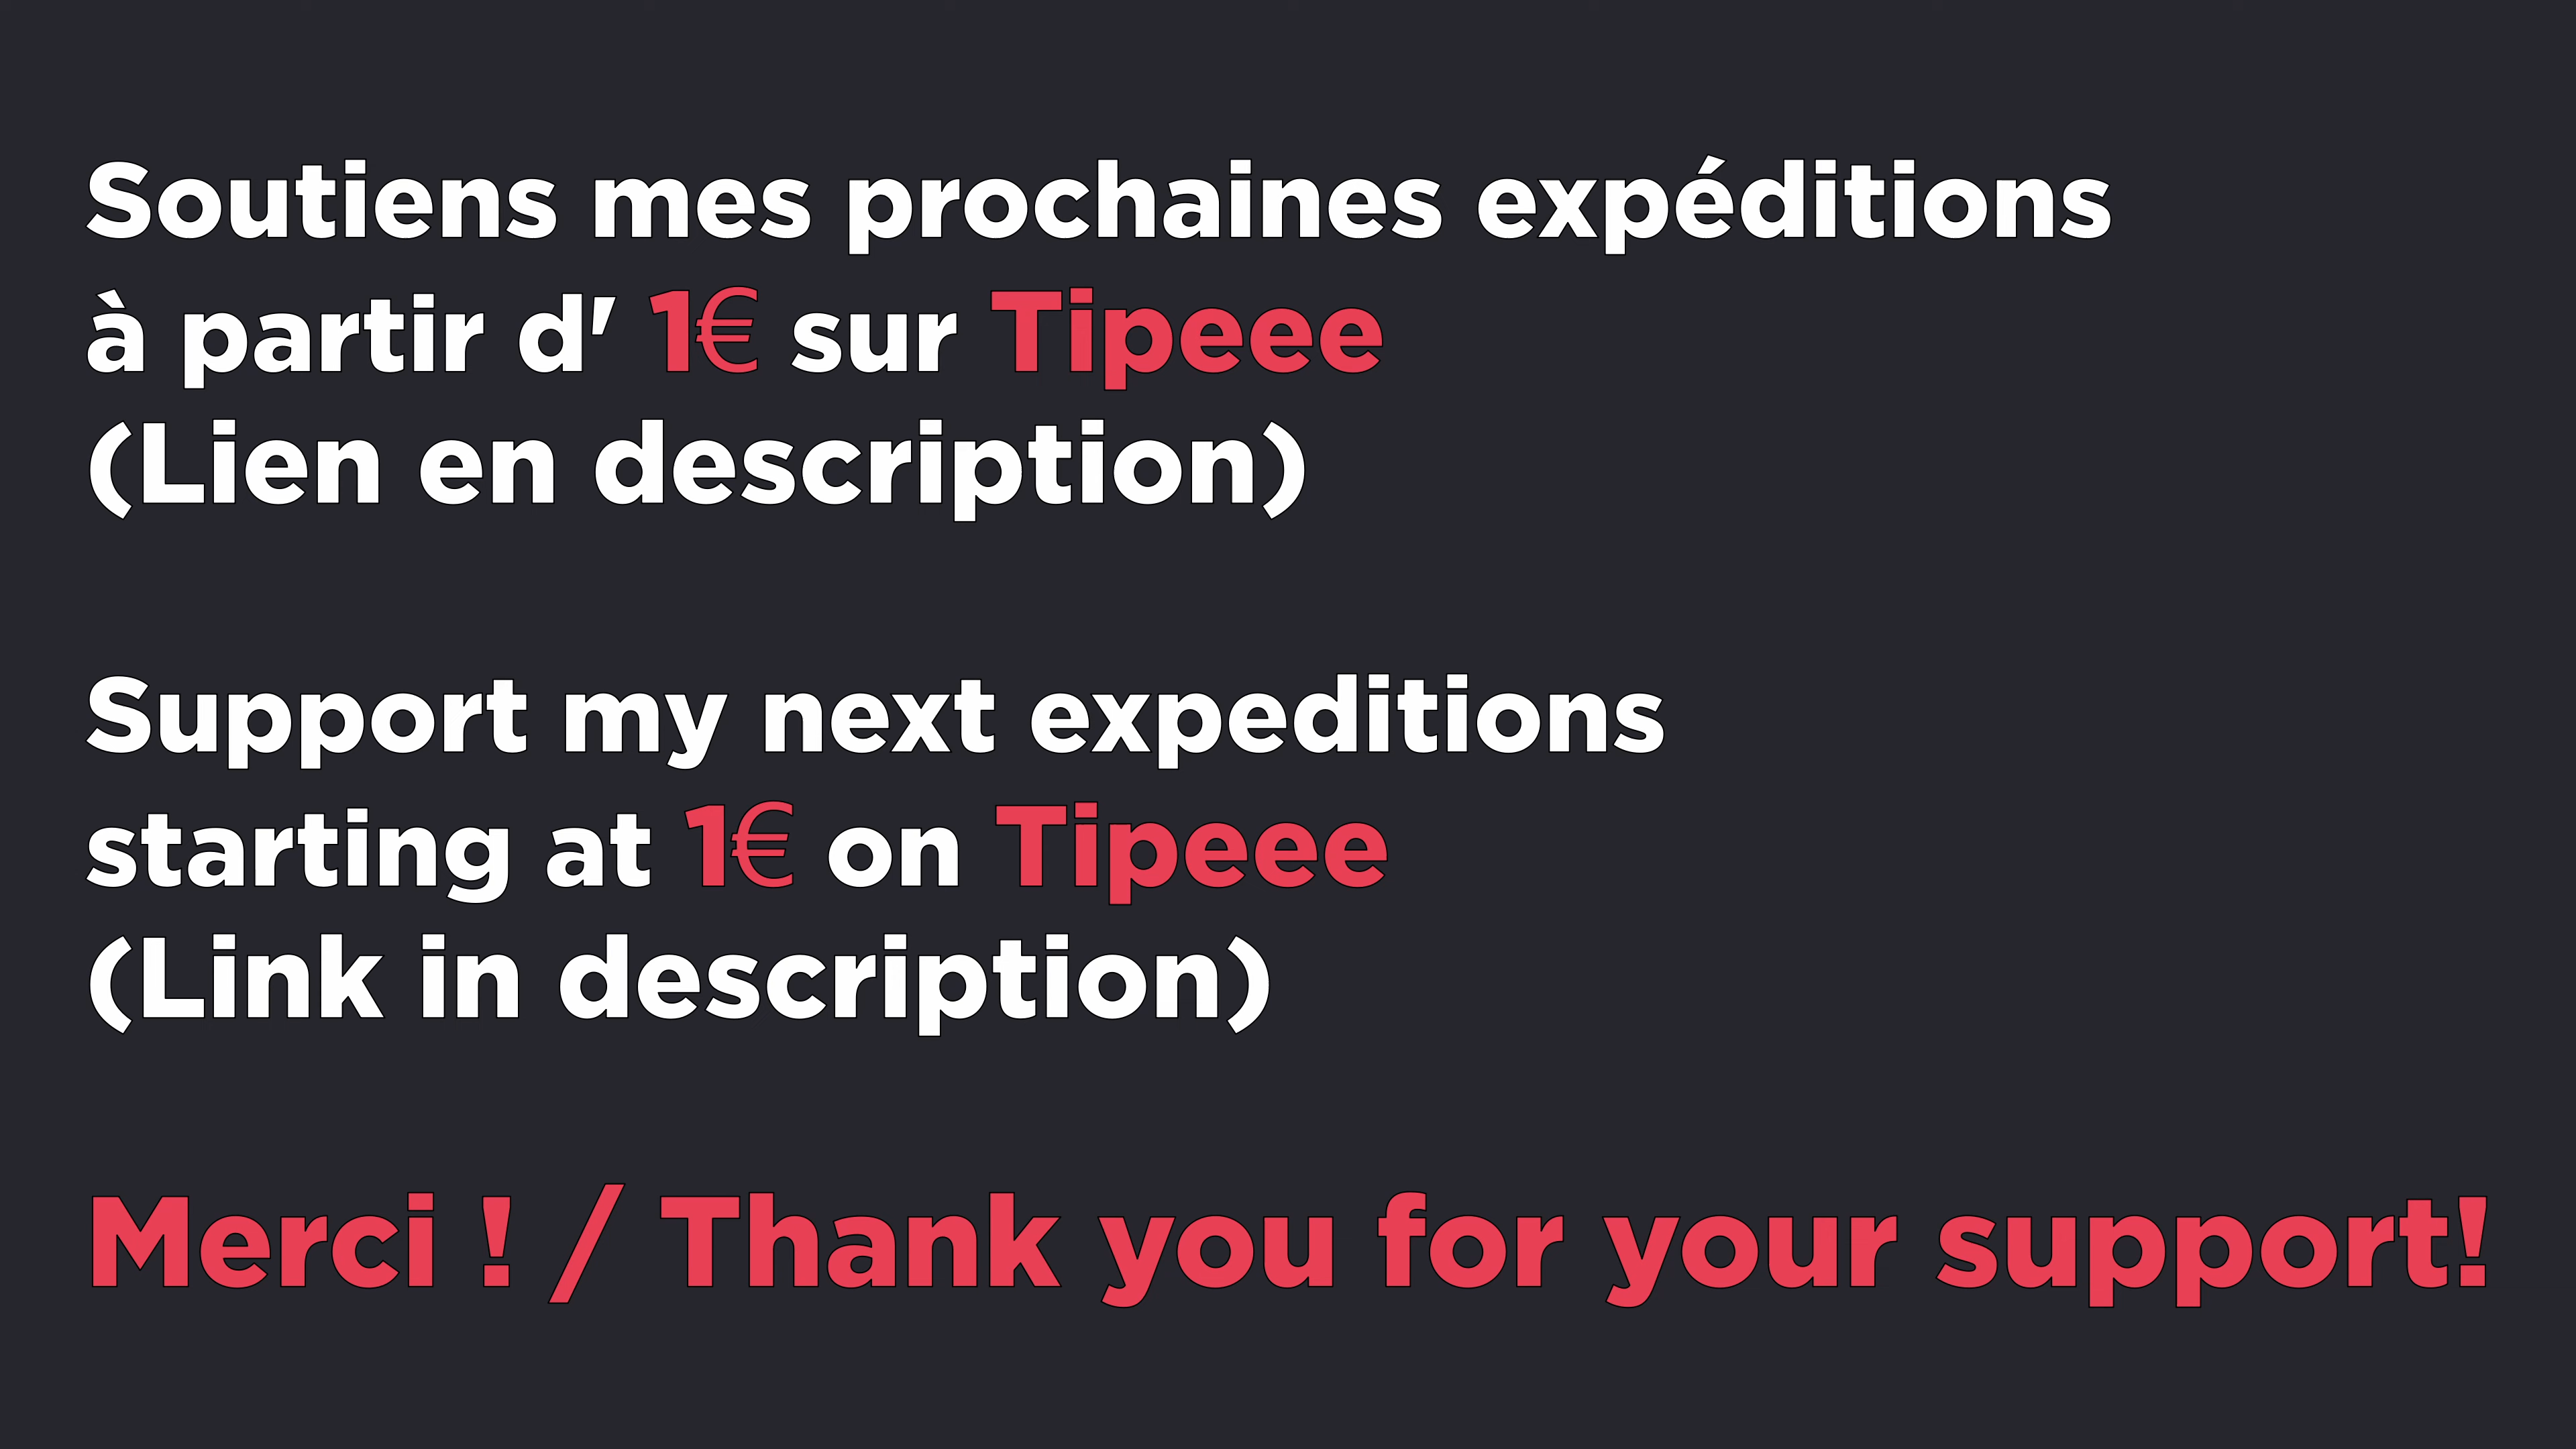 Soutiens mes prochaines expéditions
à partir d' 1€ sur Tipeee
(Lien en description)
Support my next expeditions
starting at 1€ on Tipeee
(Link in description)
Merci ! / Thank you for your support!